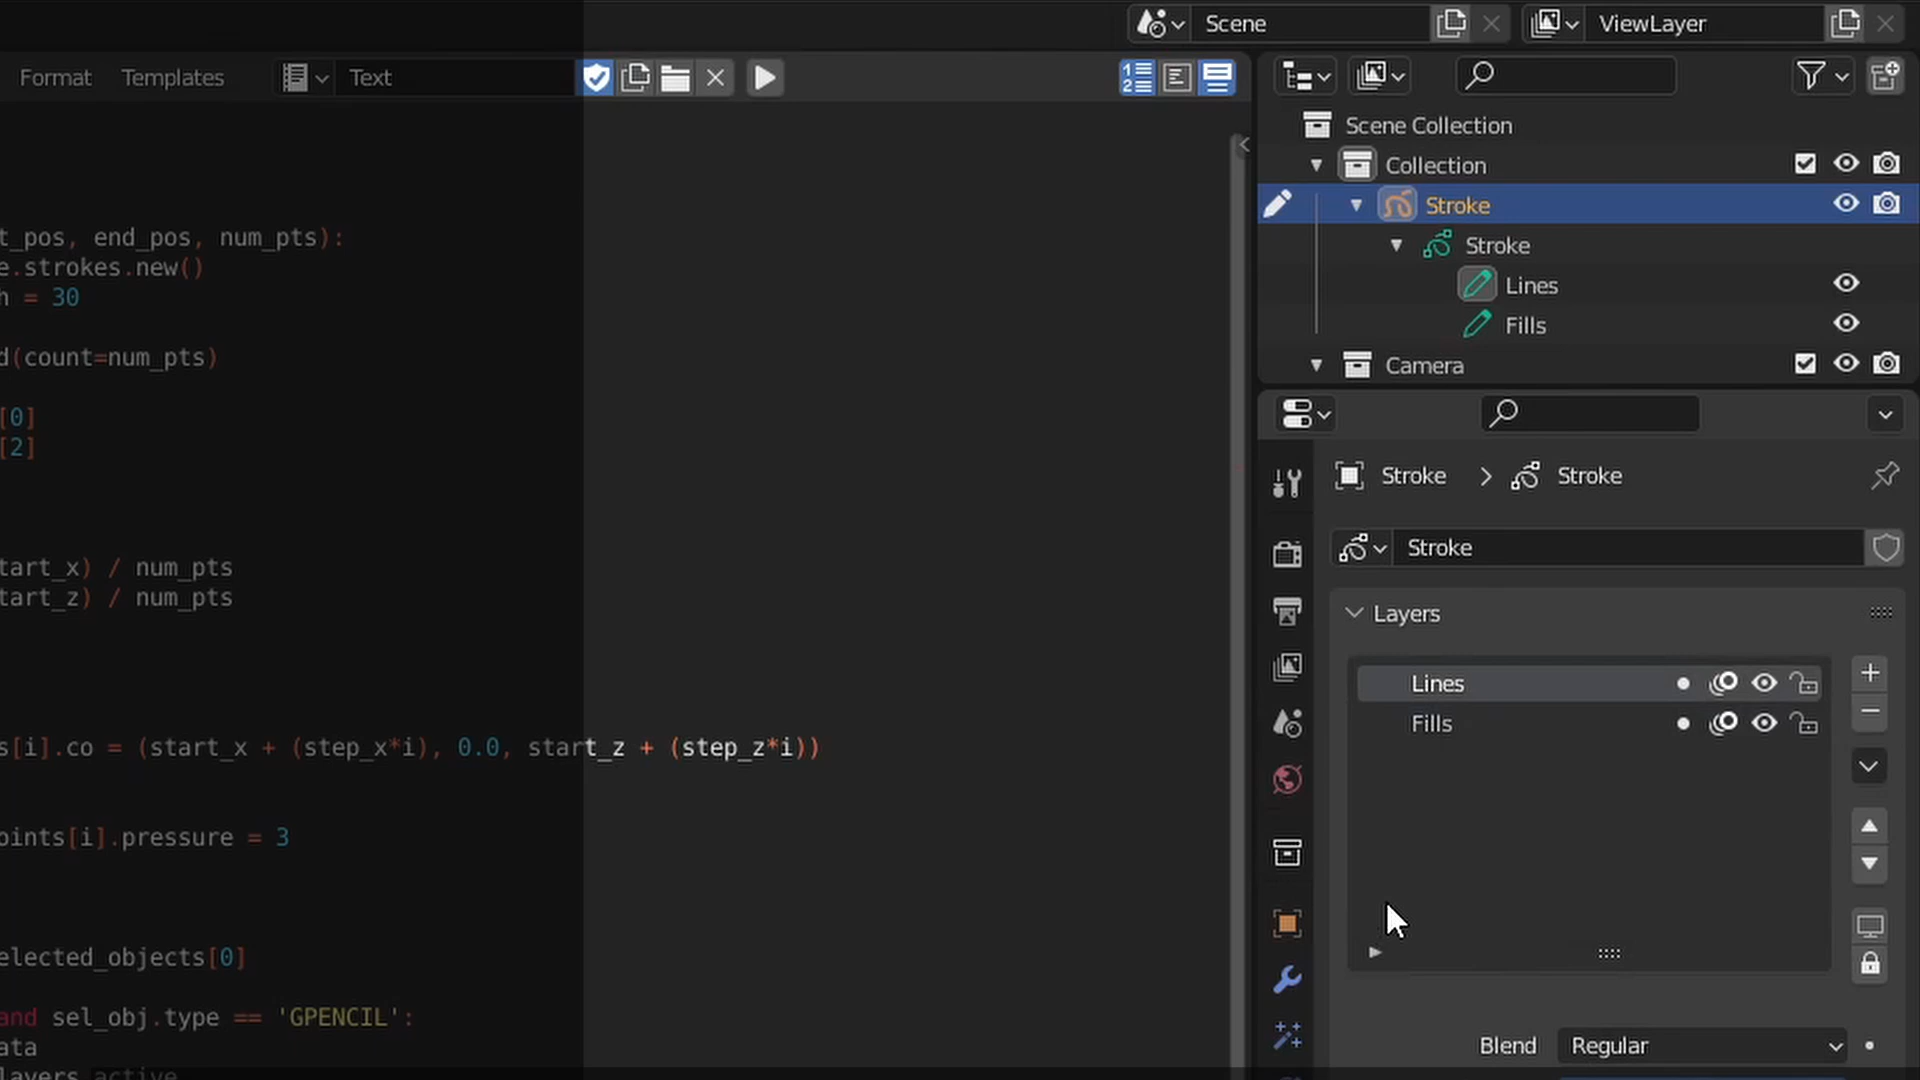 Scene
ViewLayer
Format Templates Text
Scene Collection
Collection
Stroke
Stroke
Lines
Fills
Camera
t_pos, end_pos, num_pts):
e.strokes.new()
h = 30
d(count=num_pts)
[0]
[2]
tart_x) / num_pts
tart_z) / num_pts
s[i].co = (start_x + (step_x*i), 0.0, start_z + (step_z*i))
oints[i].pressure = 3
elected_objects[0]
and sel_obj.type == 'GPENCIL':
ata
layers.active
Stroke > Stroke
Stroke
Layers
Lines
Fills
Blend Regular